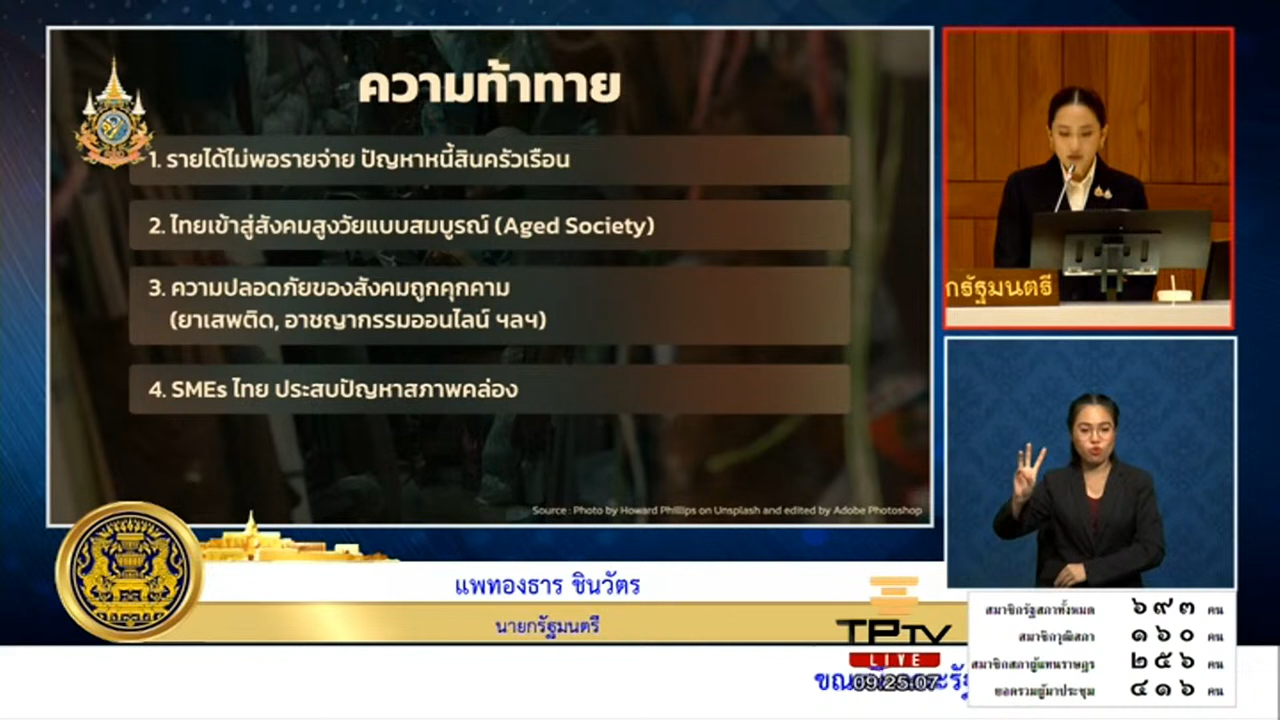 ความท้าทาย
1. รายได้ไม่พอรายจ่าย ปัญหาหนี้สินครัวเรือน
2. ไทยเข้าสู่สังคมสูงวัยแบบสมบูรณ์ (Aged Society)
3. ความปลอดภัยของสังคมถูกคุกคาม
(ยาเสพติด, อาชญากรรมออนไลน์ ฯลฯ)
4. SMEs ไทย ประสบปัญหาสภาพคล่อง
Source : Photo by Howard Phillips on Unsplash and edited by Adobe Photoshop
กรัฐมนตรี
แพทองธาร ชินวัตร
นายกรัฐมนตรี
TPTV
LIVE
09:25:07
สมาชิกรัฐสภาทั้งหมด ๖๙๓ คน
สมาชิกวุฒิสภา ๑๖๐ คน
สมาชิกสภาผู้แทนราษฎร ๒๕๖ คน
ยอดรวมผู้มาประชุม ๔๑๖ คน